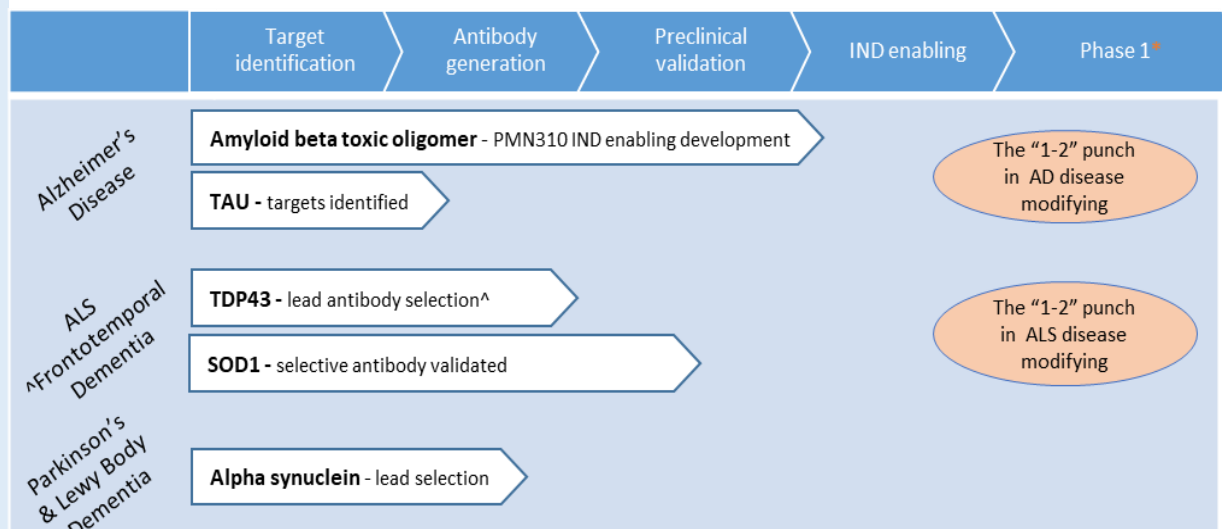 Target
identification
Antibody
generation
Preclinical
validation
IND enabling
Phase 1*
Alzheimer's
Disease
Amyloid beta toxic oligomer - PMN310 IND enabling development
TAU - targets identified
The "1-2" punch
in AD disease
modifying
ALS
^Frontotemporal
Dementia
TDP43 - lead antibody selection^
SOD1 - selective antibody validated
The "1-2" punch
in ALS disease
modifying
Parkinson's
& Lewy Body
Dementia
Alpha synuclein - lead selection